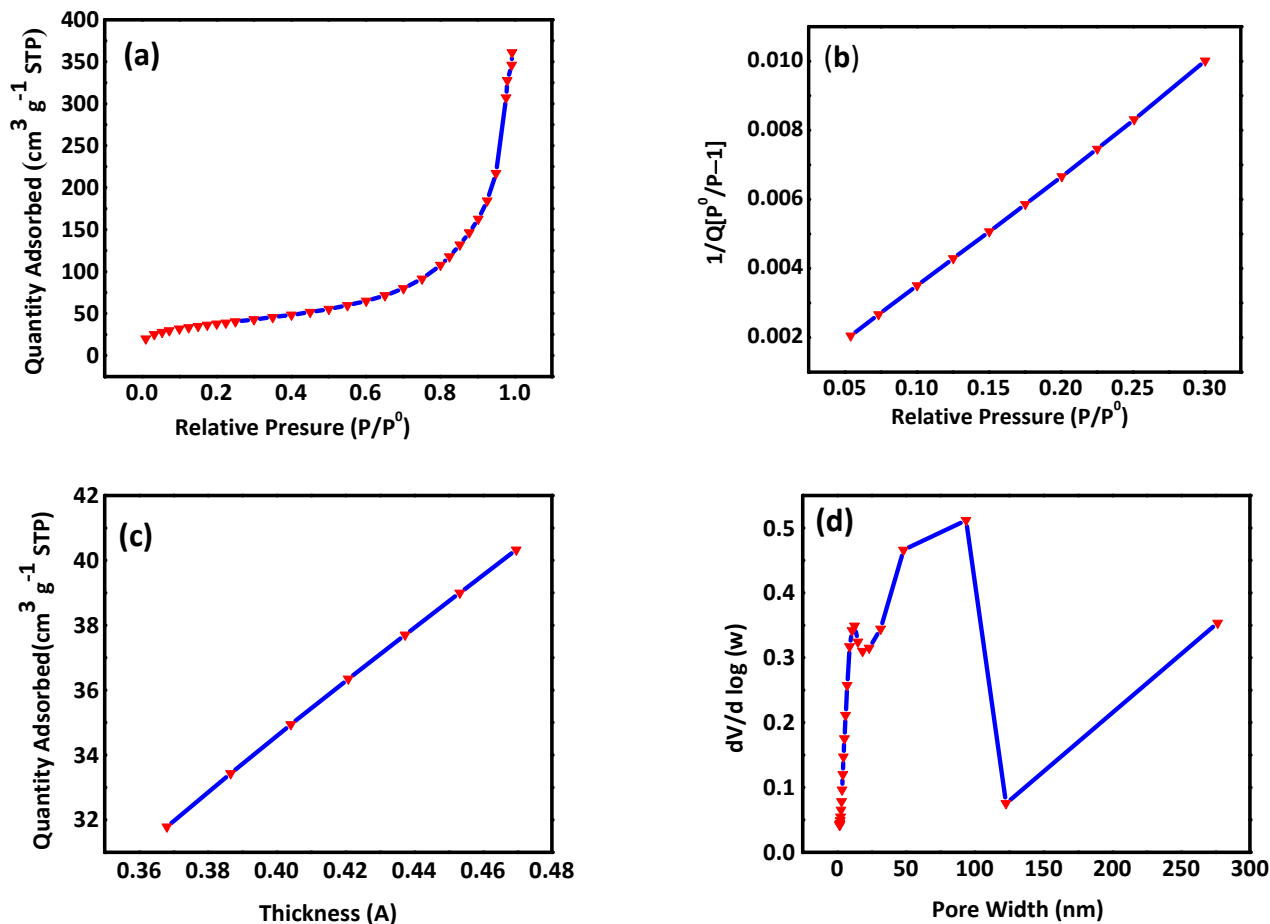 (a)
Quantity Adsorbed (cm³ g⁻¹ STP)
400
350
300
250
200
150
100
50
0
0.0 0.2 0.4 0.6 0.8 1.0
Relative Presure (P/P⁰)
(b)
1/Q[P⁰/P−1]
0.010
0.008
0.006
0.004
0.002
0.05 0.10 0.15 0.20 0.25 0.30
Relative Pressure (P/P⁰)
(c)
Quantity Adsorbed(cm³ g⁻¹ STP)
42
40
38
36
34
32
0.36 0.38 0.40 0.42 0.44 0.46 0.48
Thickness (A)
(d)
dV/d log (w)
0.5
0.4
0.3
0.2
0.1
0.0
0 50 100 150 200 250 300
Pore Width (nm)